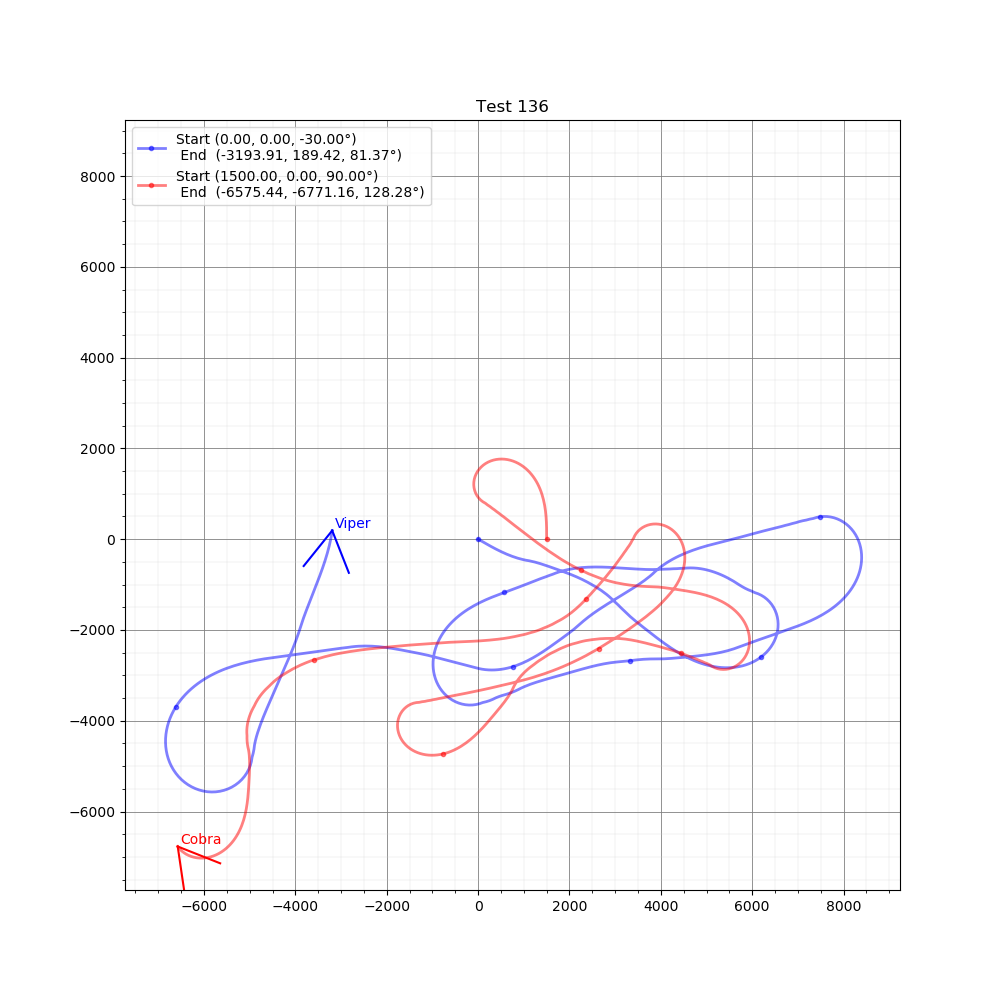 Test 136
Start (0.00, 0.00, -30.00°)
End (-3193.91, 189.42, 81.37°)
Start (1500.00, 0.00, 90.00°)
End (-6575.44, -6771.16, 128.28°)
8000
6000
4000
2000
0
−2000
−4000
−6000
Viper
Cobra
−6000 −4000 −2000 0 2000 4000 6000 8000